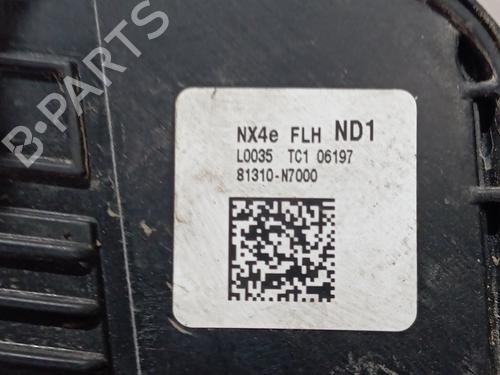 B-PARTS
NX4e FLH ND1
L0035 TC1 06197
81310-N7000